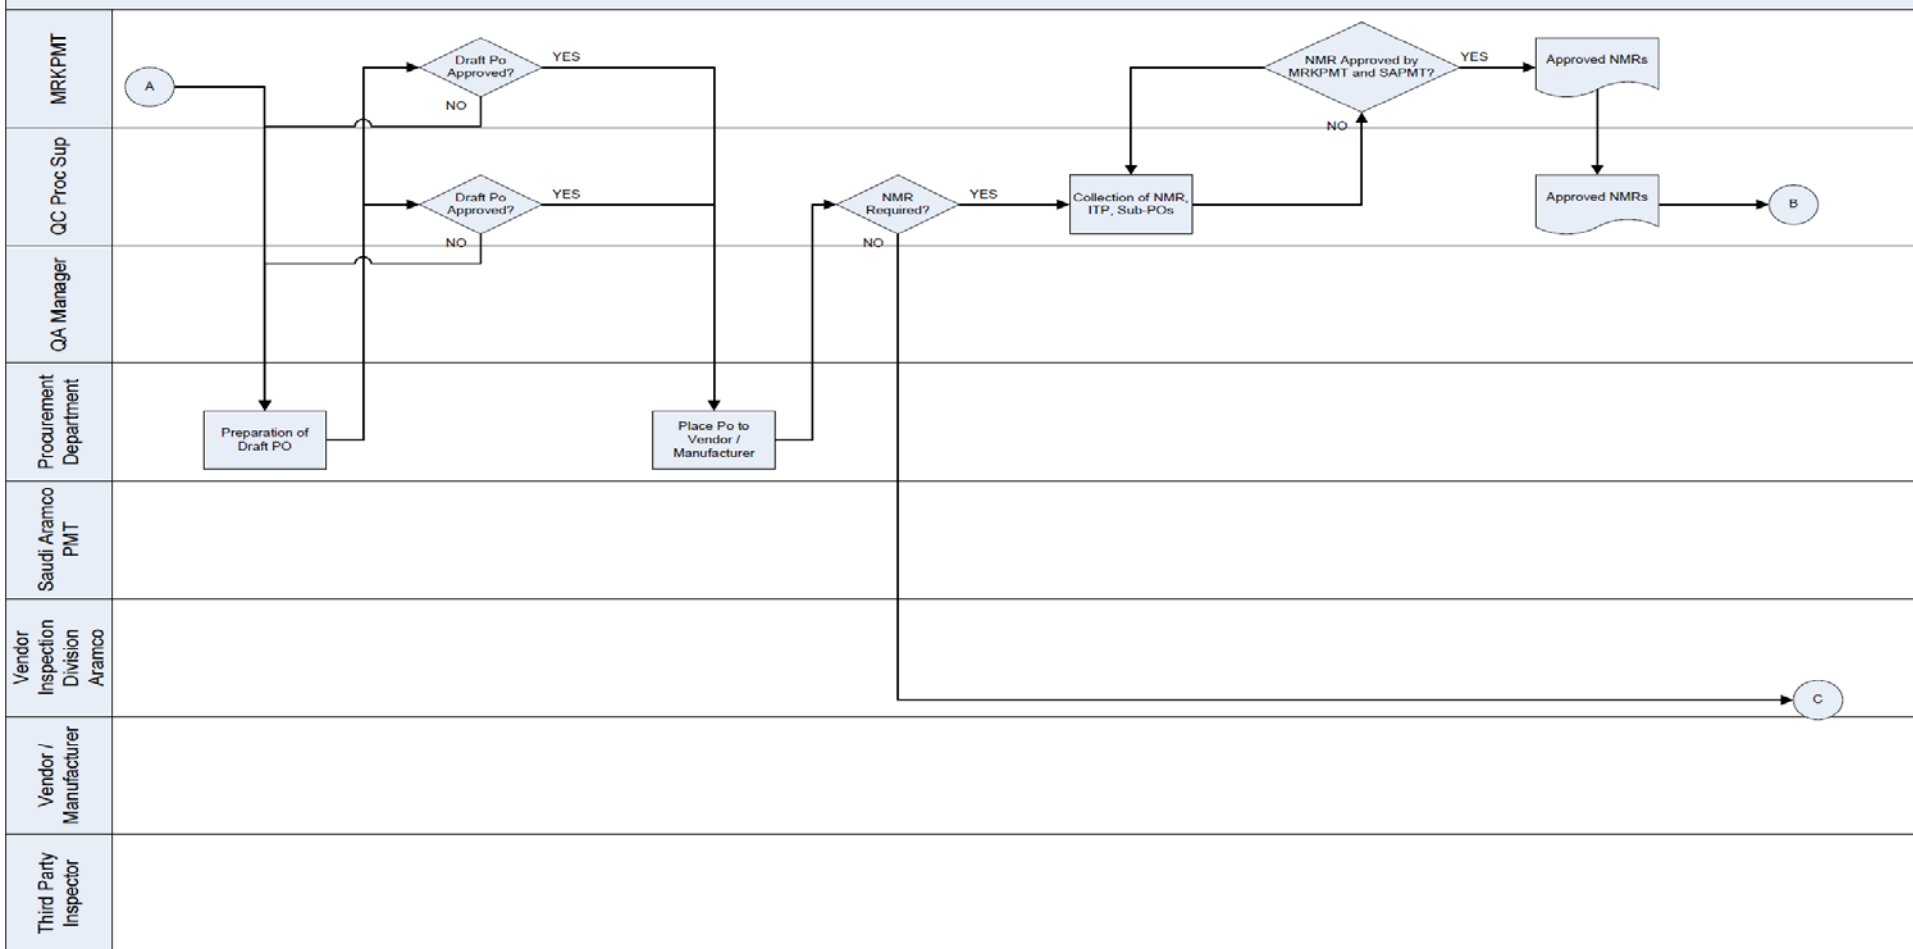 MRKPMT
A
Draft Po
Approved?
YES
NO
NMR Approved by
MRKPMT and SAPMT?
YES
NO
Approved NMRs
QC Proc Sup
Draft Po
Approved?
YES
NO
NMR
Required?
YES
NO
Collection of NMR,
ITP, Sub-POs
Approved NMRs
B
QA Manager
Procurement
Department
Preparation of
Draft PO
Place Po to
Vendor /
Manufacturer
Saudi Aramco
PMT
Vendor
Inspection
Division
Aramco
C
Vendor /
Manufacturer
Third Party
Inspector